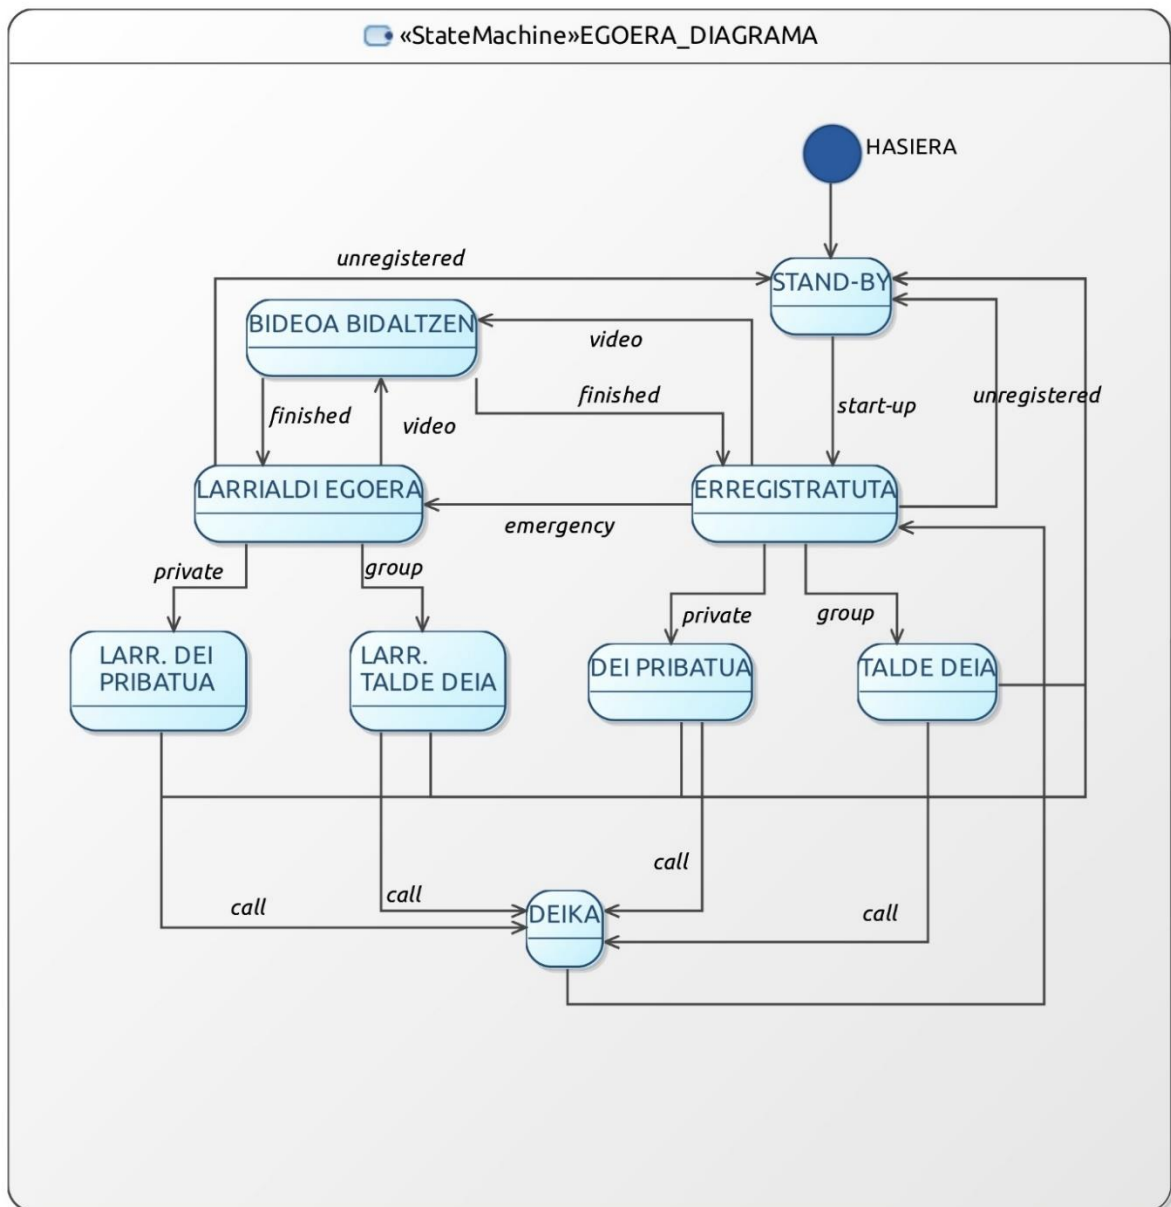 «StateMachine»EGOERA_DIAGRAMA
HASIERA
unregistered
STAND-BY
BIDEOA BIDALTZEN
video
finished
video
finished
start-up
unregistered
LARRIALDI EGOERA
ERREGISTRATUTA
emergency
private
group
private
group
LARR. DEI
PRIBATUA
LARR.
TALDE DEIA
DEI PRIBATUA
TALDE DEIA
call
call
call
call
DEIKA